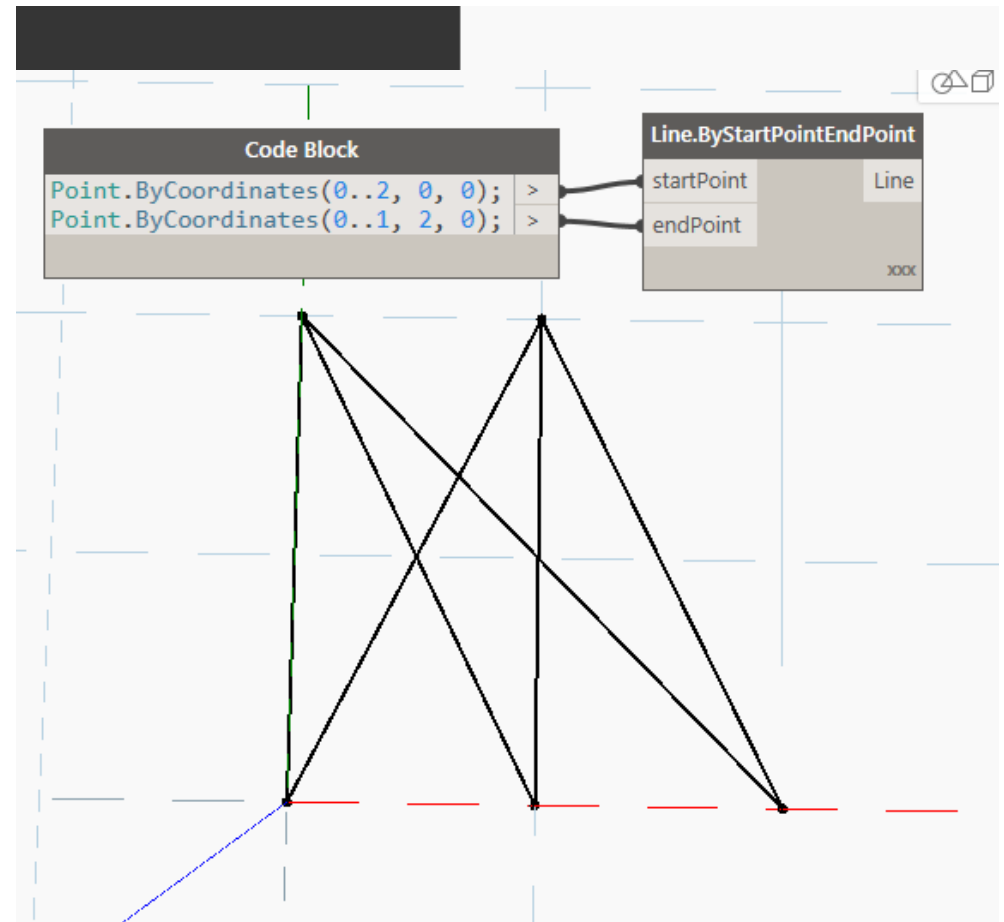 Code Block
Point.ByCoordinates(0..2, 0, 0); >
Point.ByCoordinates(0..1, 2, 0); >
Line.ByStartPointEndPoint
startPoint Line
endPoint
xxx